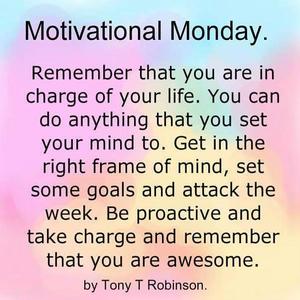 Motivational Monday.
Remember that you are in
charge of your life. You can
do anything that you set
your mind to. Get in the
right frame of mind, set
some goals and attack the
week. Be proactive and
take charge and remember
that you are awesome.
by Tony T Robinson.